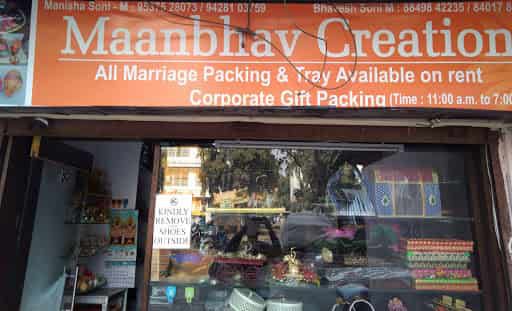 Manisha Soni - M. 95375 28073 / 94281 03759
Bhavesh Soni M : 88498 42235 / 84017 8
Maanbhav Creation
All Marriage Packing & Tray Available on rent
Corporate Gift Packing (Time : 11:00 a.m. to 7:00
KINDLY
REMOVE
SHOES
OUTSIDE